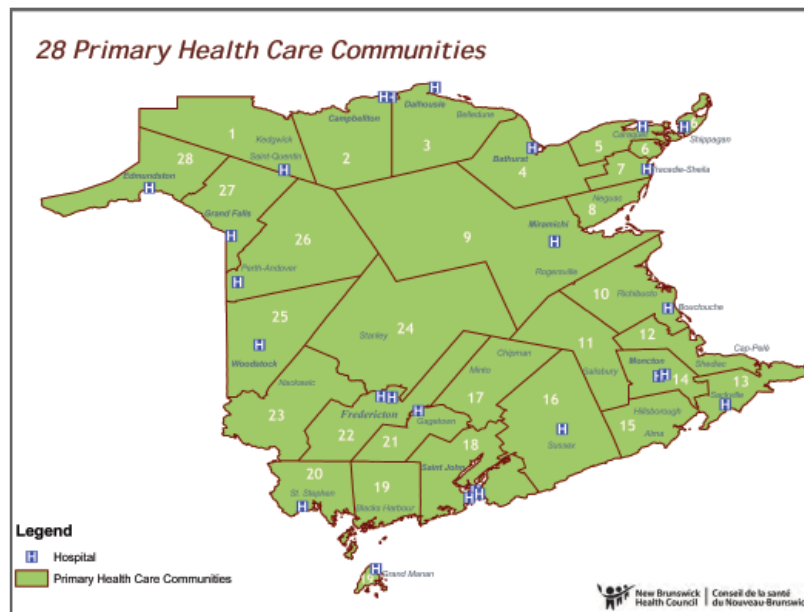 28 Primary Health Care Communities
Campbellton
Dalhousie
Belledune
1
Kedgwick
2
3
Caraquet
Shippagan
28
Saint-Quentin
Bathurst
4
5
6
6
Edmundston
27
7
Tracadie-Sheila
Neguac
8
Grand Falls
26
9
Miramichi
Perth-Andover
Rogersville
10
Richibucto
25
Bouctouche
Stanley
24
11
12
Cap-Pelé
Woodstock
Chipman
Moncton
Shediac
Minto
Salisbury
14
13
Nackawic
16
Sackville
17
23
Fredericton
Gagetown
Hillsborough
22
21
18
Sussex
15
Alma
20
Saint John
St. Stephen
19
Blacks Harbour
Legend
H Hospital
Primary Health Care Communities
19
Grand Manan
New Brunswick Health Council
Conseil de la santé du Nouveau-Brunswick